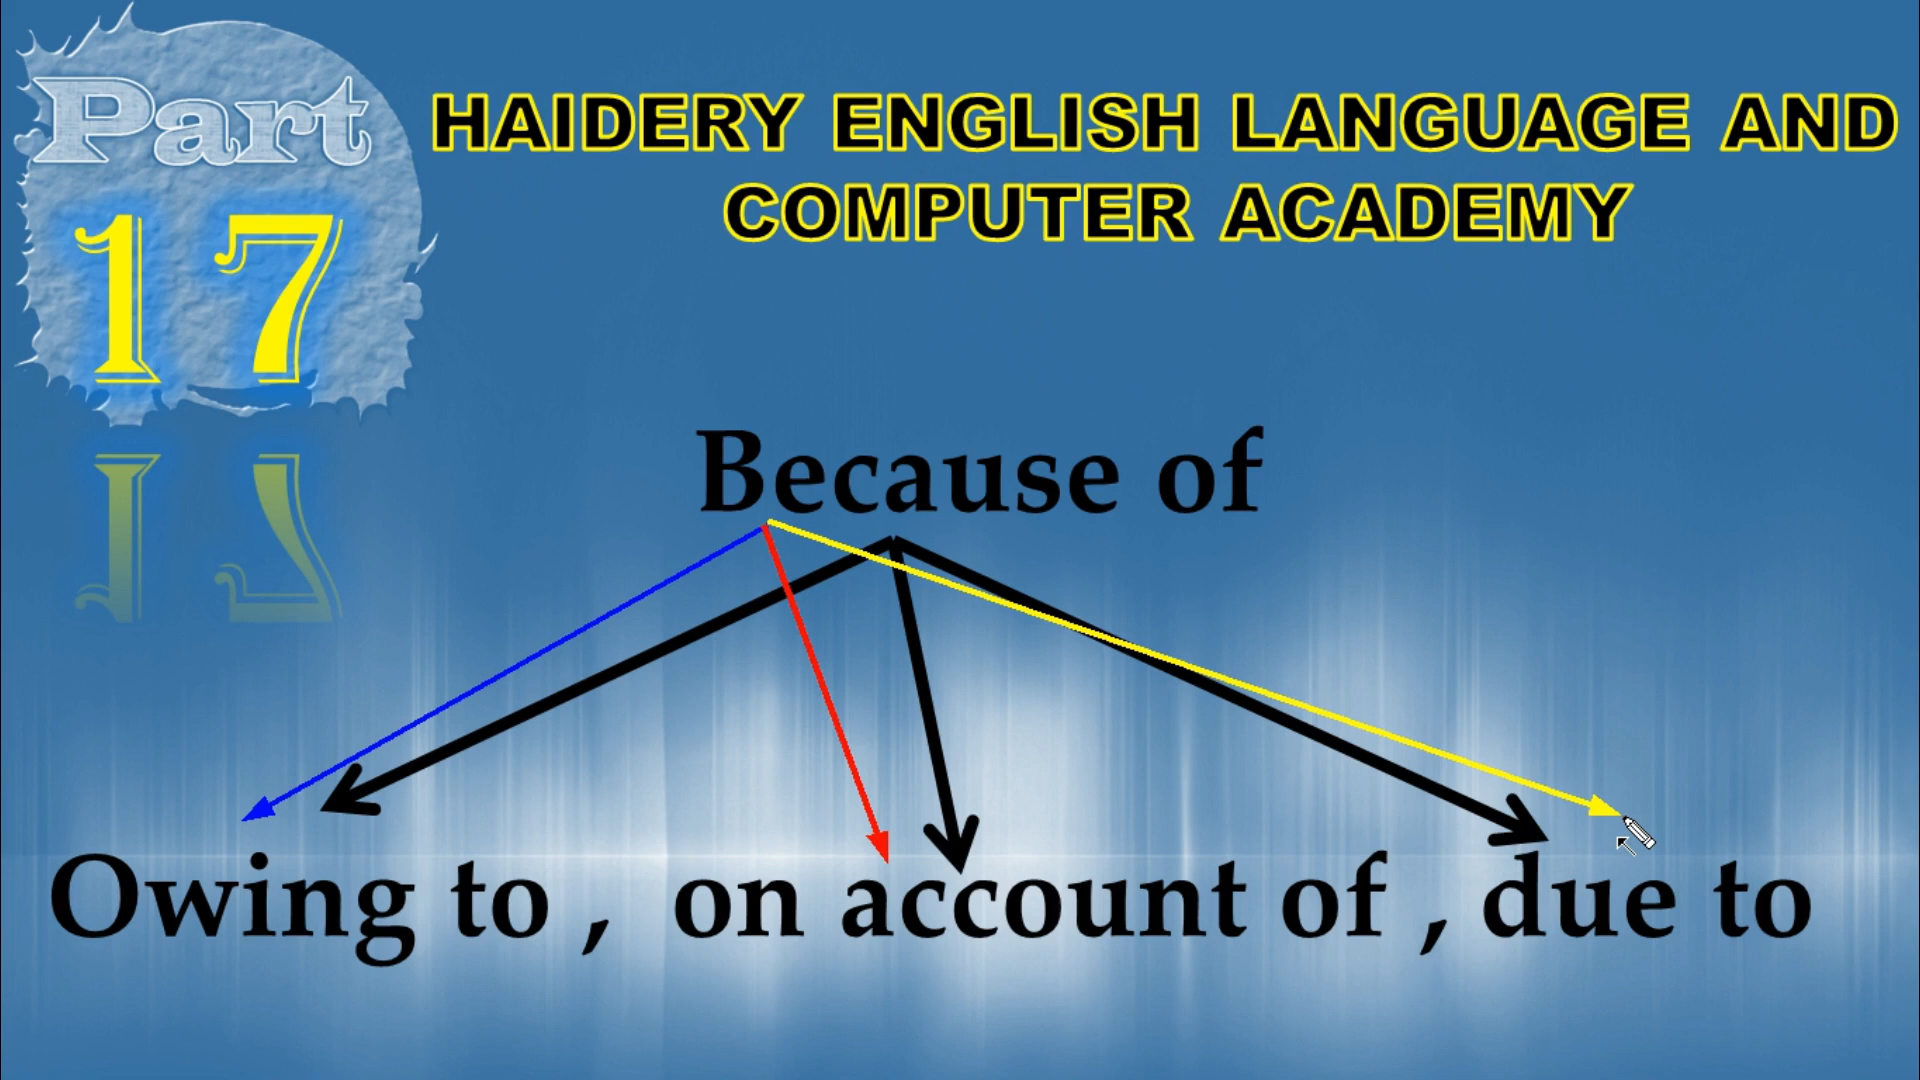 Part
17
HAIDERY ENGLISH LANGUAGE AND
COMPUTER ACADEMY
Because of
Owing to , on account of , due to